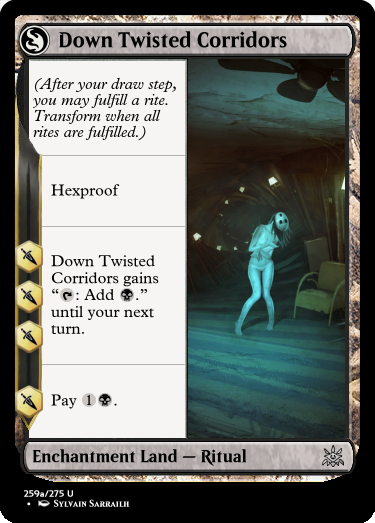 Down Twisted Corridors
(After your draw step,
you may fulfill a rite.
Transform when all
rites are fulfilled.)
Hexproof
Down Twisted
Corridors gains
“: Add .”
until your next
turn.
Pay 1.
Enchantment Land — Ritual
259a/275 U
• Sylvain Sarrailh